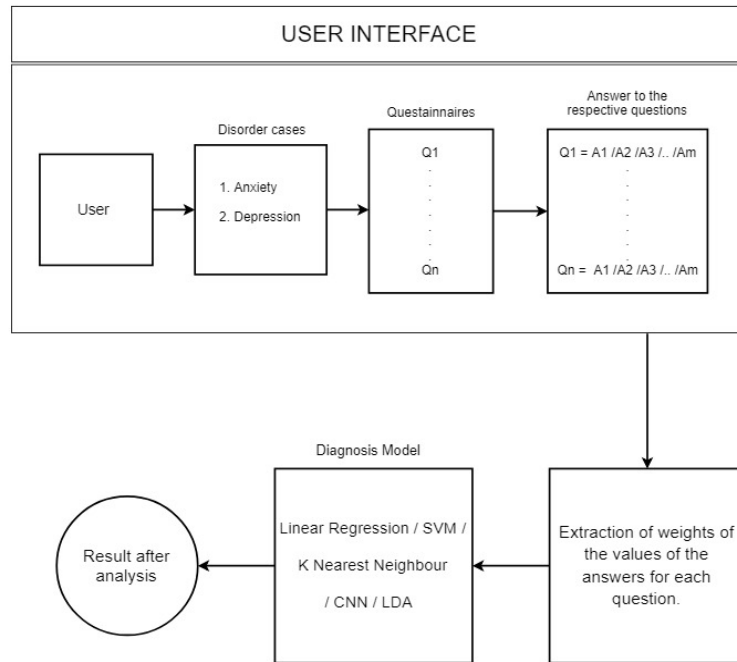 USER INTERFACE
Disorder cases
Questainnaires
Answer to the
respective questions
User
1. Anxiety
2. Depression
Q1
.
.
.
.
.
.
Qn
Q1 = A1 /A2 /A3 /.. /Am
.
.
.
.
.
.
Qn = A1 /A2 /A3 /.. /Am
Diagnosis Model
Result after
analysis
Linear Regression / SVM /
K Nearest Neighbour
/ CNN / LDA
Extraction of weights of
the values of the
answers for each
question.